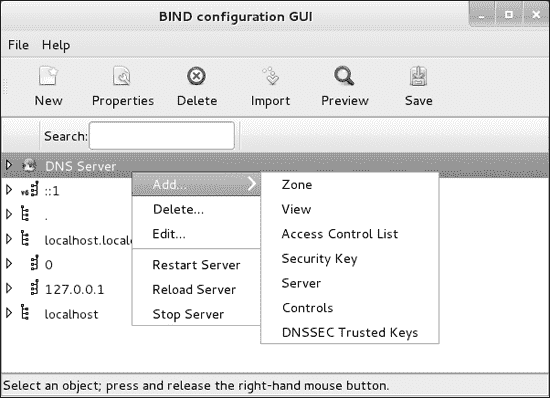 BIND configuration GUI
File Help
New Properties Delete Import Preview Save
Search:
DNS Server
v6 ::1
.
localhost.locald
0
127.0.0.1
localhost
Add...
Delete...
Edit...
Restart Server
Reload Server
Stop Server
Zone
View
Access Control List
Security Key
Server
Controls
DNSSEC Trusted Keys
Select an object; press and release the right-hand mouse button.